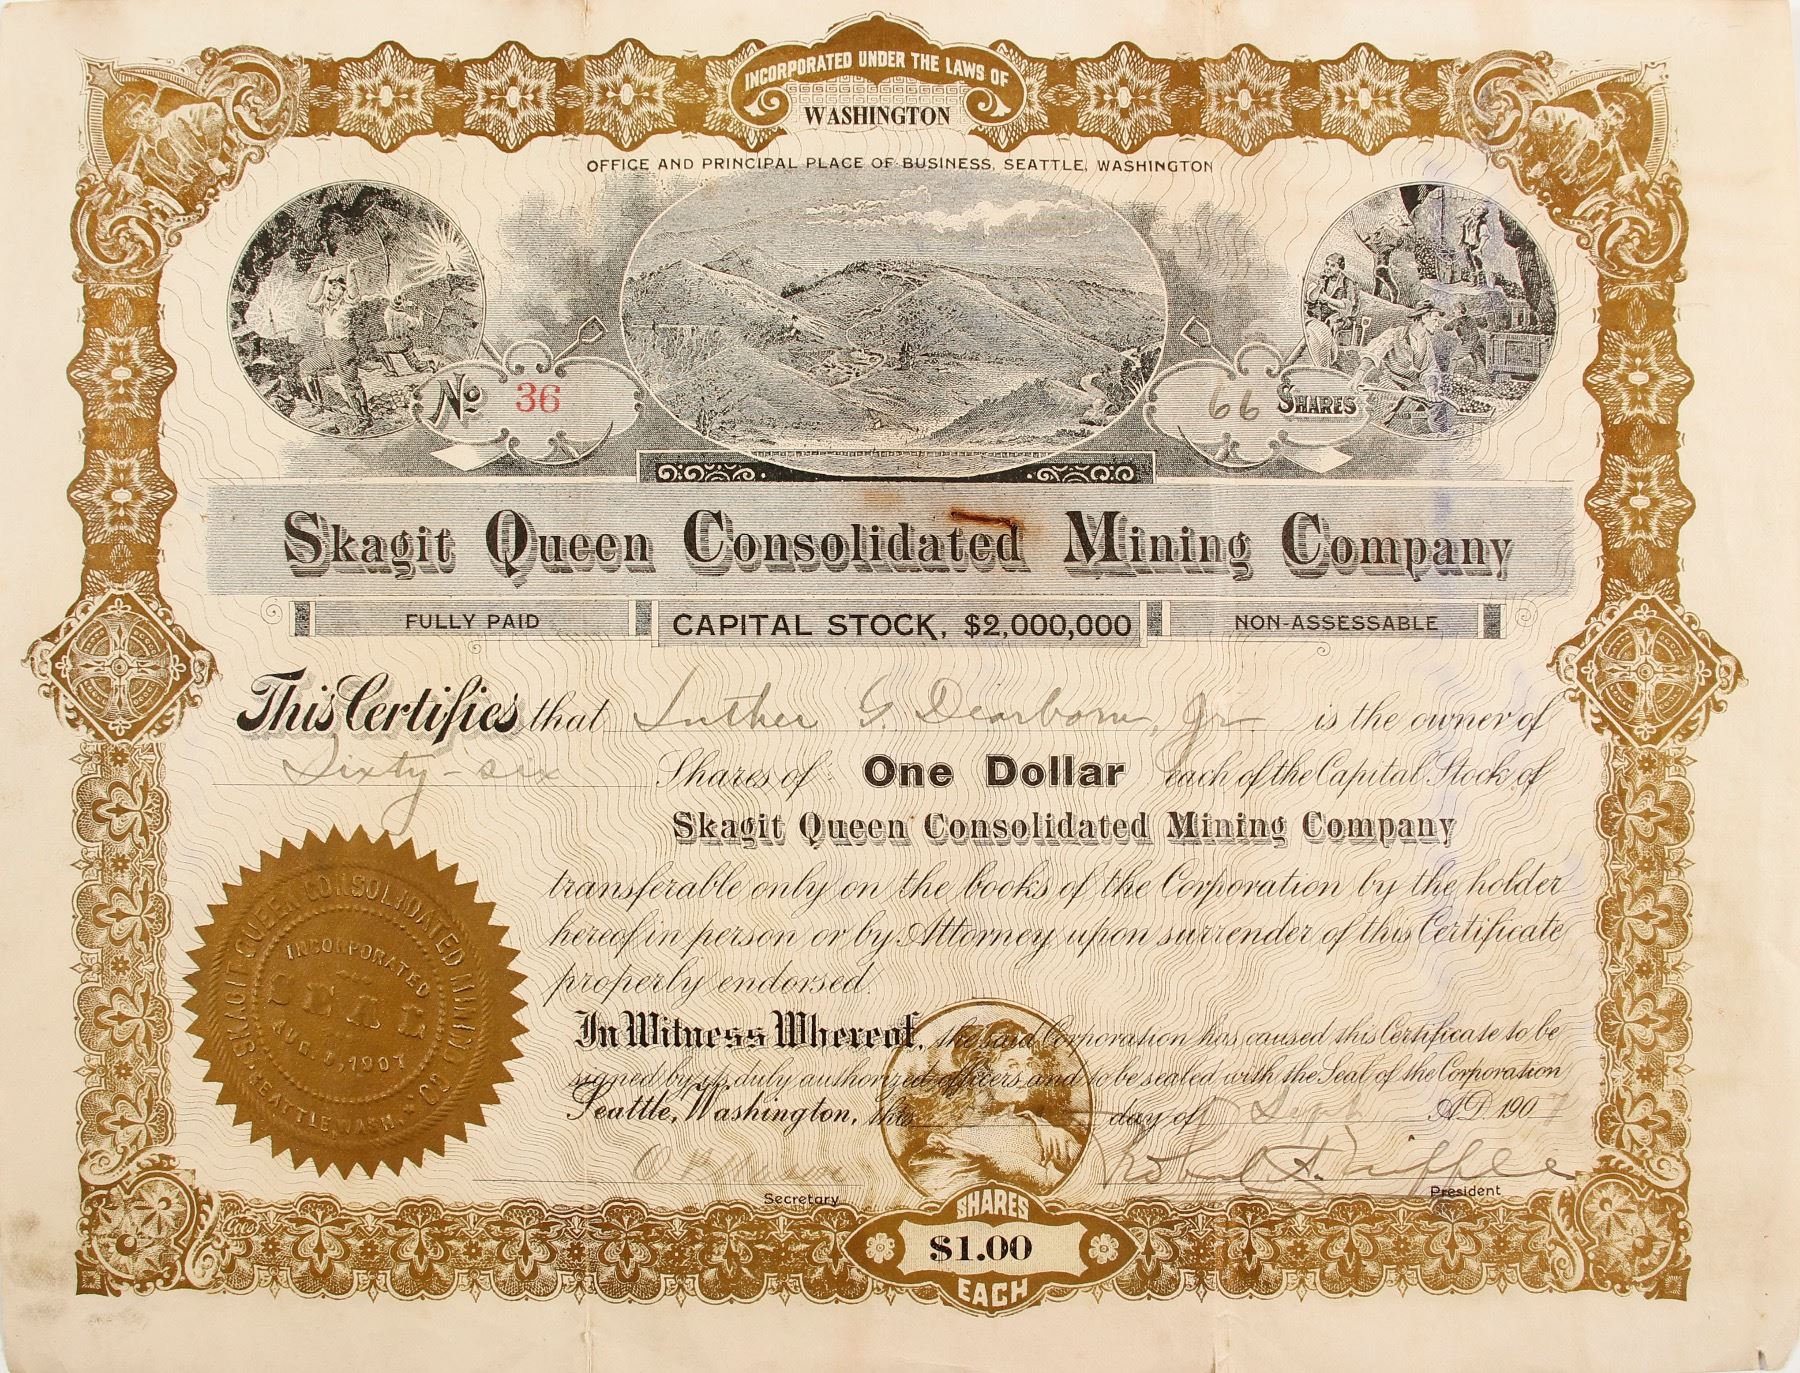 INCORPORATED UNDER THE LAWS OF
WASHINGTON
OFFICE AND PRINCIPAL PLACE OF BUSINESS, SEATTLE, WASHINGTON
No 36
66 SHARES
Skagit Queen Consolidated Mining Company
FULLY PAID
CAPITAL STOCK, $2,000,000
NON-ASSESSABLE
This Certifies that Luther G. Dearborn, Jr. is the owner of
Sixty-six Shares of One Dollar each of the Capital Stock of
Skagit Queen Consolidated Mining Company
transferable only on the books of the Corporation by the holder
hereof in person or by Attorney upon surrender of this Certificate
properly endorsed.
In Witness Whereof, the said Corporation has caused this Certificate to be
signed by its duly authorized officers and to be sealed with the Seal of the Corporation
Seattle, Washington, this day of Sept AD 1907
Secretary
President
SKAGIT QUEEN CONSOLIDATED MINING CO.
INCORPORATED
SEAL
AUG. 1907
SEATTLE, WASH.
SHARES
$1.00
EACH
Goes